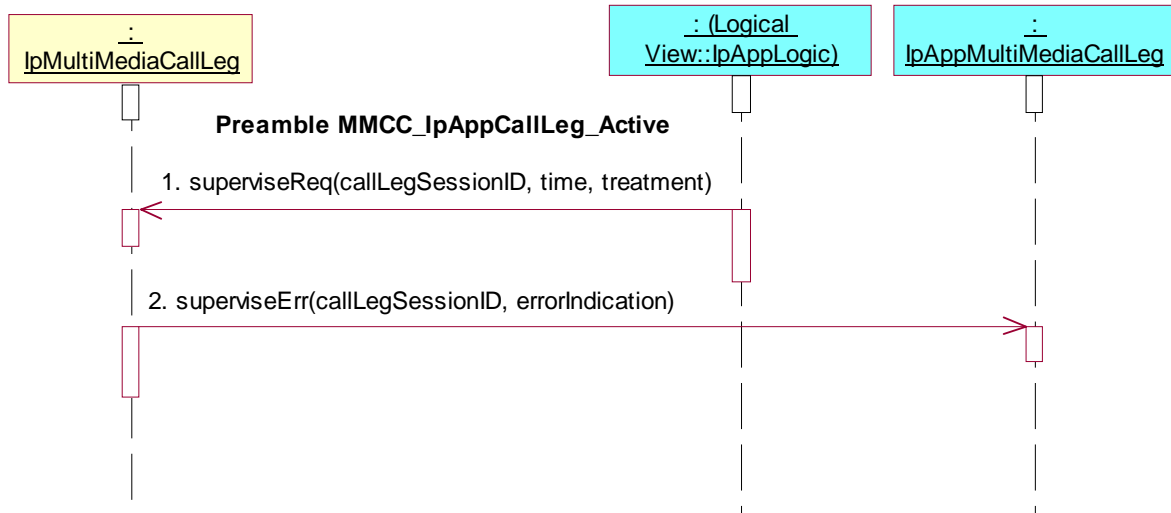 :
IpMultiMediaCallLeg
: (Logical
View::IpAppLogic)
:
IpAppMultiMediaCallLeg
Preamble MMCC_IpAppCallLeg_Active
1. superviseReq(callLegSessionID, time, treatment)
2. superviseErr(callLegSessionID, errorIndication)